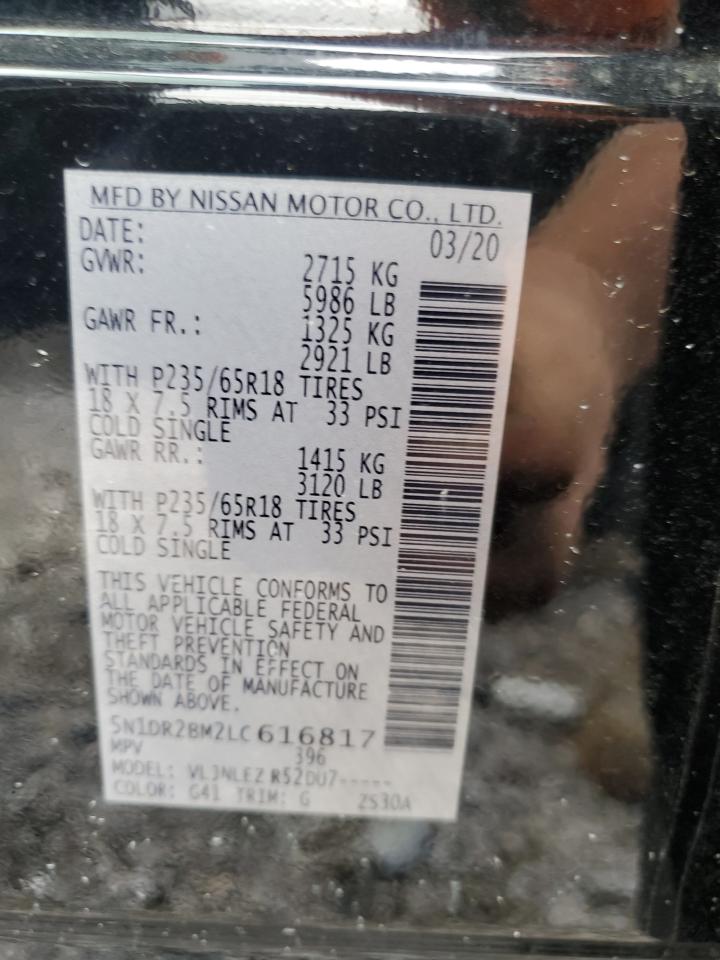 MFD BY NISSAN MOTOR CO., LTD.
DATE: 03/20
GVWR: 2715 KG
5986 LB
GAWR FR.: 1325 KG
2921 LB
WITH P235/65R18 TIRES
18 X 7.5 RIMS AT 33 PSI
COLD SINGLE
GAWR RR.: 1415 KG
3120 LB
WITH P235/65R18 TIRES
18 X 7.5 RIMS AT 33 PSI
COLD SINGLE
THIS VEHICLE CONFORMS TO
ALL APPLICABLE FEDERAL
MOTOR VEHICLE SAFETY AND
THEFT PREVENTION
STANDARDS IN EFFECT ON
THE DATE OF MANUFACTURE
SHOWN ABOVE.
5N1DR2BM2LC616817
MPV 396
MODEL: R52DU7-----
COLOR: G41 TRIM: G 2S30A